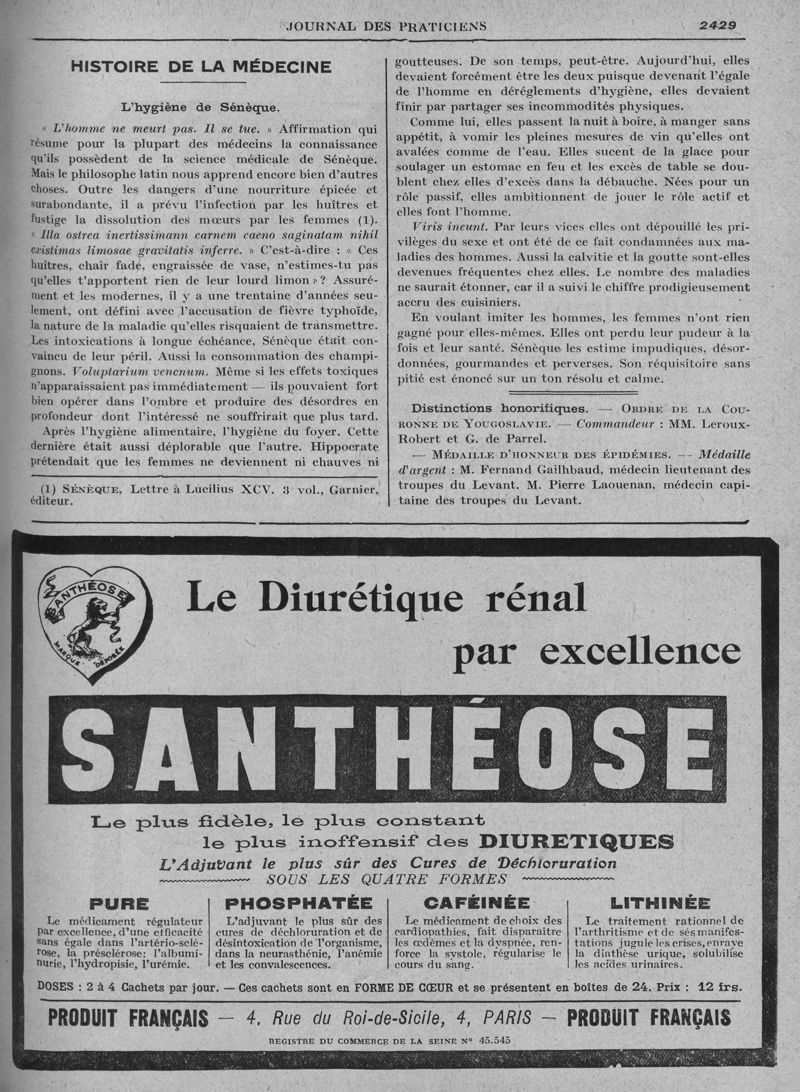 JOURNAL DES PRATICIENS
2429
HISTOIRE DE LA MÉDECINE
L'hygiène de Sénèque.
« L'homme ne meurt pas. Il se tue. » Affirmation qui
résume pour la plupart des médecins la connaissance
qu'ils possèdent de la science médicale de Sénèque.
Mais le philosophe latin nous apprend encore bien d'autres
choses. Outre les dangers d'une nourriture épicée et
surabondante, il a prévu l'infection par les huîtres et
fustige la dissolution des mœurs par les femmes (1).
« Illa ostrea inertissimann carnem caeno saginatam nihil
existimas limosae gravitatis inferre. » C'est-à-dire : « Ces
huîtres, chair fade, engraissée de vase, n'estimes-tu pas
qu'elles t'apportent rien de leur lourd limon » ? Assuré-
ment et les modernes, il y a une trentaine d'années seu-
lement, ont défini avec l'accusation de fièvre typhoïde,
la nature de la maladie qu'elles risquaient de transmettre.
Les intoxications à longue échéance, Sénèque était con-
vaincu de leur péril. Aussi la consommation des champi-
gnons. Voluptarium vencnum. Même si les effets toxiques
n'apparaissaient pas immédiatement — ils pouvaient fort
bien opérer dans l'ombre et produire des désordres en
profondeur dont l'intéressé ne souffrirait que plus tard.
Après l'hygiène alimentaire, l'hygiène du foyer. Cette
dernière était aussi déplorable que l'autre. Hippocrate
prétendait que les femmes ne deviennent ni chauves ni
(1) SÉNÈQUE, Lettre à Lucilius XCV. 3 vol., Garnier,
éditeur.
goutteuses. De son temps, peut-être. Aujourd'hui, elles
devaient forcément être les deux puisque devenant l'égale
de l'homme en dérèglements d'hygiène, elles devaient
finir par partager ses incommodités physiques.
Comme lui, elles passent la nuit à boire, à manger sans
appétit, à vomir les pleines mesures de vin qu'elles ont
avalées comme de l'eau. Elles sucent de la glace pour
soulager un estomac en feu et les excès de table se dou-
blent chez elles d'excès dans la débauche. Nées pour un
rôle passif, elles ambitionnent de jouer le rôle actif et
elles font l'homme.
Viris incunt. Par leurs vices elles ont dépouillé les pri-
vilèges du sexe et ont été de ce fait condamnées aux ma-
ladies des hommes. Aussi la calvitie et la goutte sont-elles
devenues fréquentes chez elles. Le nombre des maladies
ne saurait étonner, car il a suivi le chiffre prodigieusement
accru des cuisiniers.
En voulant imiter les hommes, les femmes n'ont rien
gagné pour elles-mêmes. Elles ont perdu leur pudeur à la
fois et leur santé. Sénèque les estime impudiques, désor-
données, gourmandes et perverses. Son réquisitoire sans
pitié est énoncé sur un ton résolu et calme.
Distinctions honorifiques. — ORDRE DE LA COU-
RONNE DE YOUGOSLAVIE. — Commandeur : MM. Leroux-
Robert et G. de Parrel.
— MÉDAILLE D'HONNEUR DES ÉPIDÉMIES. -- Médaille
d'argent : M. Fernand Gailhbaud, médecin lieutenant des
troupes du Levant. M. Pierre Laouenan, médecin capi-
taine des troupes du Levant.
SANTHÉOSE
MARQUE DÉPOSÉE
Le Diurétique rénal
par excellence
SANTHÉOSE
Le plus fidèle, le plus constant
le plus inoffensif des DIURETIQUES
L'Adjuvant le plus sûr des Cures de Déchloruration
SOUS LES QUATRE FORMES
PURE
Le médicament régulateur
par excellence, d'une efficacité
sans égale dans l'artério-sclé-
rose, la présclérose: l'albumi-
nurie, l'hydropisie, l'urémie.
PHOSPHATÉE
L'adjuvant le plus sûr des
cures de déchloruration et de
désintoxication de l'organisme,
dans la neurasthénie, l'anémie
et les convalescences.
CAFÉINÉE
Le médicament de choix des
cardiopathies, fait disparaître
les œdèmes et la dyspnée, ren-
force la systole, régularise le
cours du sang.
LITHINÉE
Le traitement rationnel de
l'arthritisme et de ses manifes-
tations jugule les crises, enraye
la diathèse urique, solubilise
les acides urinaires.
DOSES : 2 à 4 Cachets par jour. — Ces cachets sont en FORME DE CŒUR et se présentent en boîtes de 24. Prix : 12 frs.
PRODUIT FRANÇAIS — 4, Rue du Roi-de-Sicile, 4, PARIS — PRODUIT FRANÇAIS
REGISTRE DU COMMERCE DE LA SEINE N° 45.545